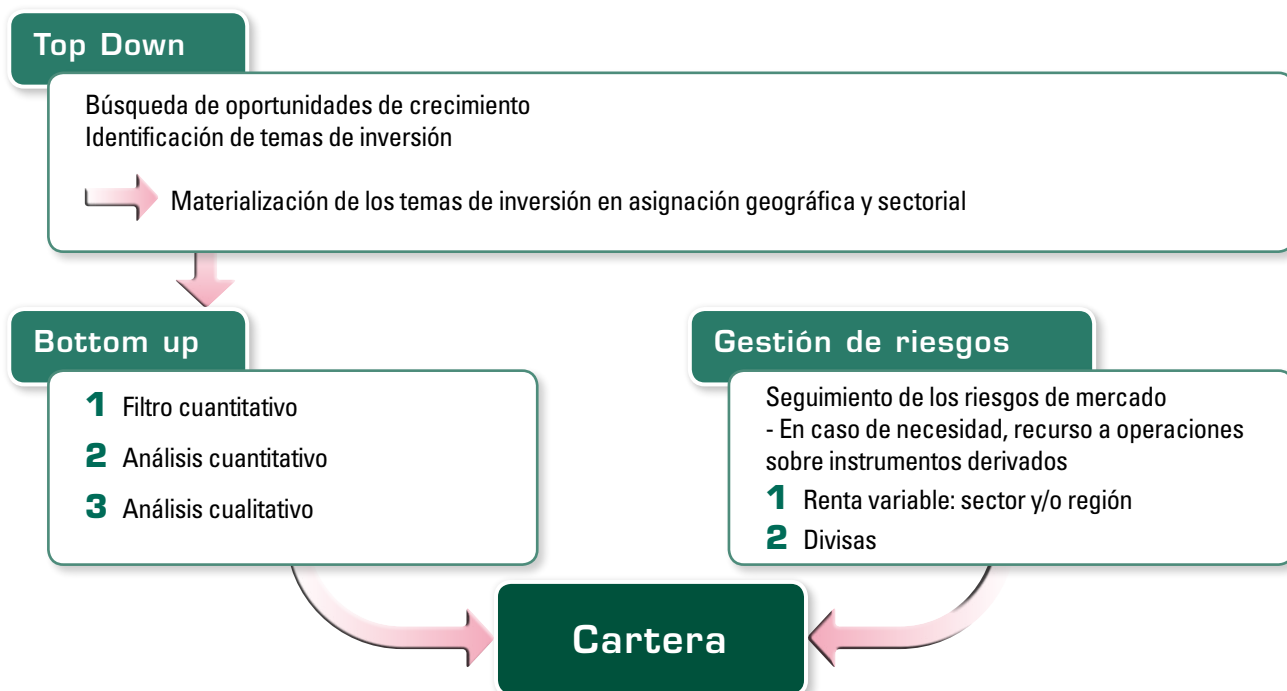 Top Down
Búsqueda de oportunidades de crecimiento
Identificación de temas de inversión
Materialización de los temas de inversión en asignación geográfica y sectorial
Bottom up
1 Filtro cuantitativo
2 Análisis cuantitativo
3 Análisis cualitativo
Gestión de riesgos
Seguimiento de los riesgos de mercado
- En caso de necesidad, recurso a operaciones
sobre instrumentos derivados
1 Renta variable: sector y/o región
2 Divisas
Cartera